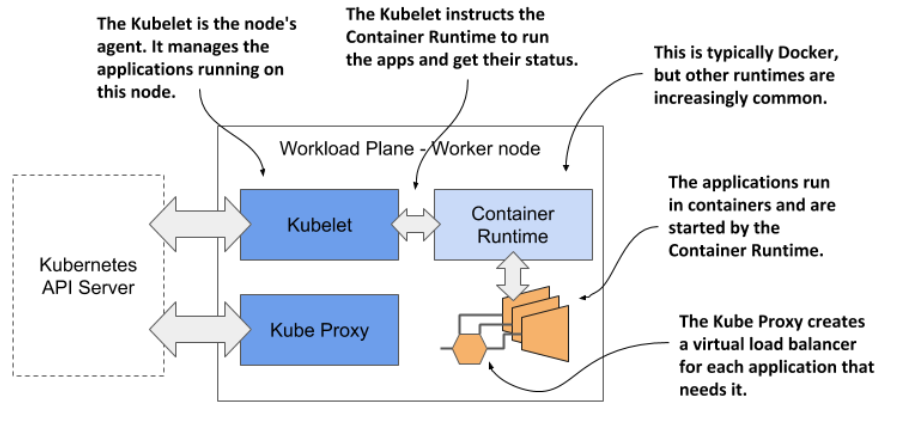 The Kubelet is the node's
agent. It manages the
applications running on
this node.
The Kubelet instructs the
Container Runtime to run
the apps and get their status.
This is typically Docker,
but other runtimes are
increasingly common.
Workload Plane - Worker node
Kubernetes
API Server
Kubelet
Container
Runtime
The applications run
in containers and are
started by the
Container Runtime.
Kube Proxy
The Kube Proxy creates
a virtual load balancer
for each application that
needs it.